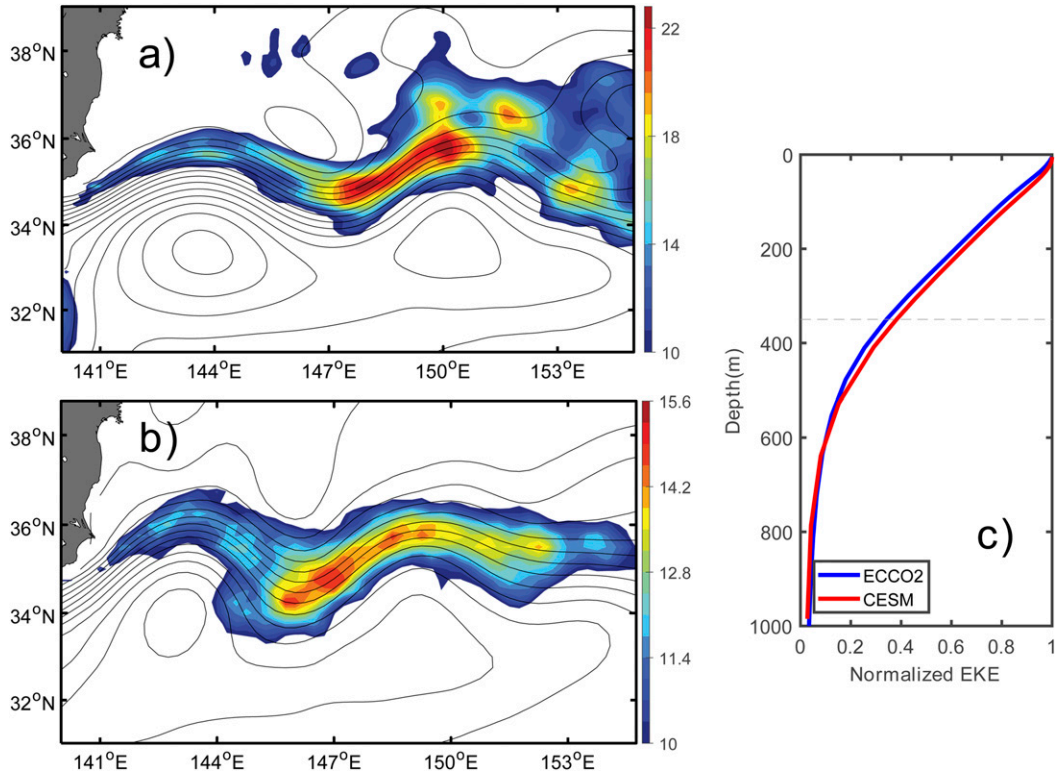 a)
38°N
36°N
34°N
32°N
141°E
144°E
147°E
150°E
153°E
22
18
14
10
b)
38°N
36°N
34°N
32°N
141°E
144°E
147°E
150°E
153°E
15.6
14.2
12.8
11.4
10
c)
Depth(m)
0
200
400
600
800
1000
ECCO2
CESM
0
0.2
0.4
0.6
0.8
1
Normalized EKE